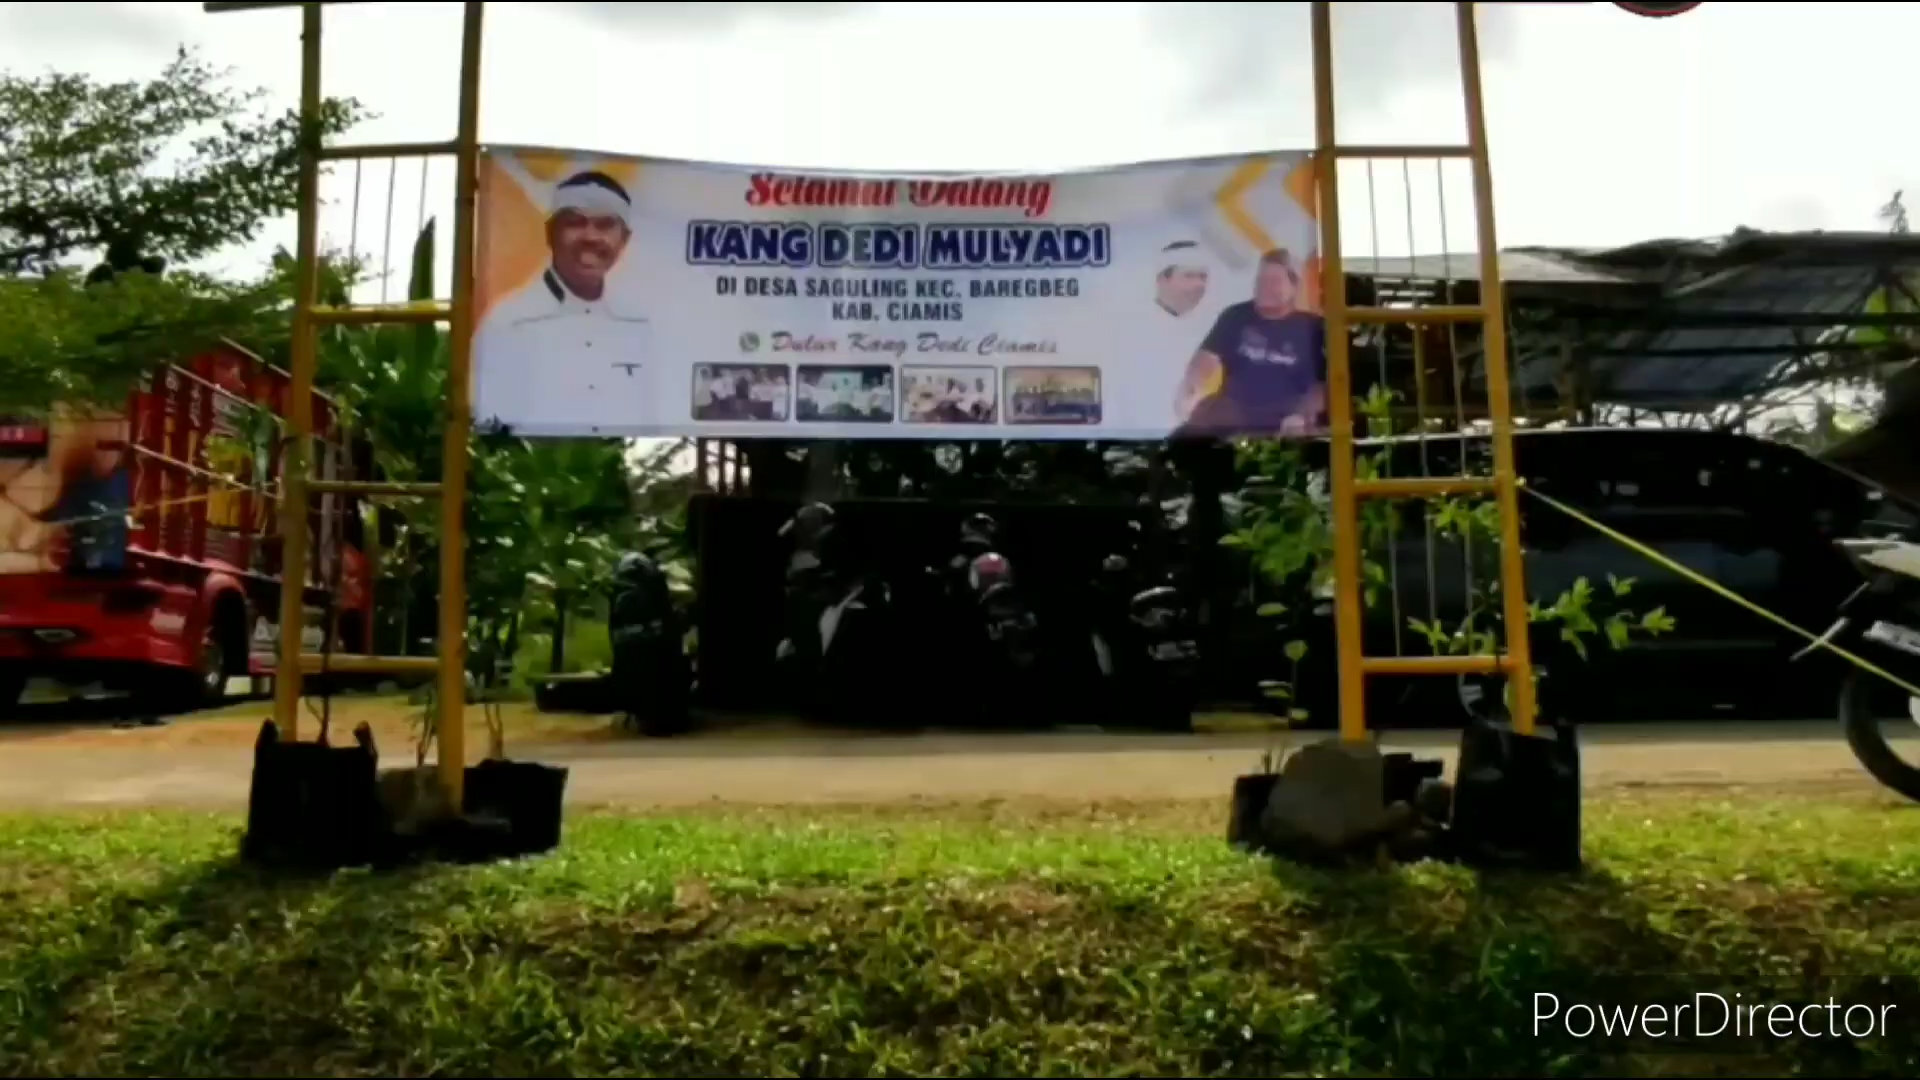 Selamat Datang
KANG DEDI MULYADI
DI DESA SAGULING KEC. BAREGBEG
KAB. CIAMIS
Dulur Kang Dedi Ciamis
PowerDirector